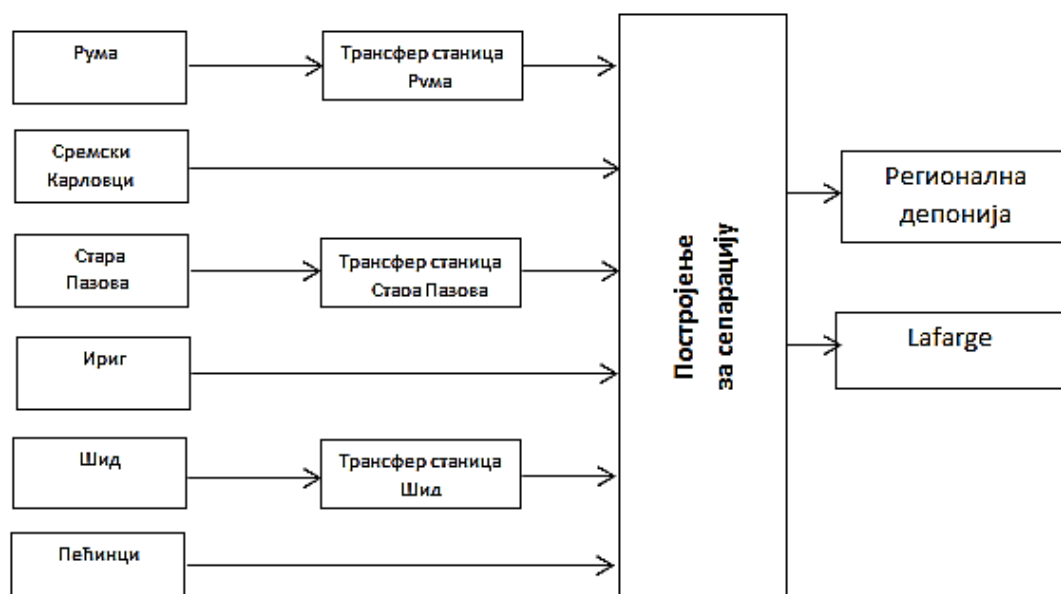 Рума
Трансфер станица
Рума
Сремски
Карловци
Стара
Пазова
Трансфер станица
Стара Пазова
Ириг
Шид
Трансфер станица
Шид
Пећинци
Постројење
за сепарацију
Регионална
депонија
Lafarge